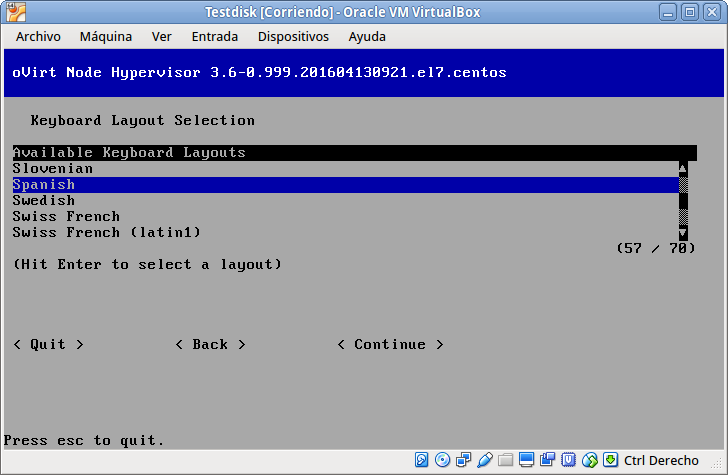 Testdisk [Corriendo] - Oracle VM VirtualBox
Archivo Máquina Ver Entrada Dispositivos Ayuda
oVirt Node Hypervisor 3.6-0.999.201604130921.el7.centos
Keyboard Layout Selection
Available Keyboard Layouts
Slovenian
Spanish
Swedish
Swiss French
Swiss French (latin1)
(57 / 70)
(Hit Enter to select a layout)
< Quit > < Back > < Continue >
Press esc to quit.
Ctrl Derecho